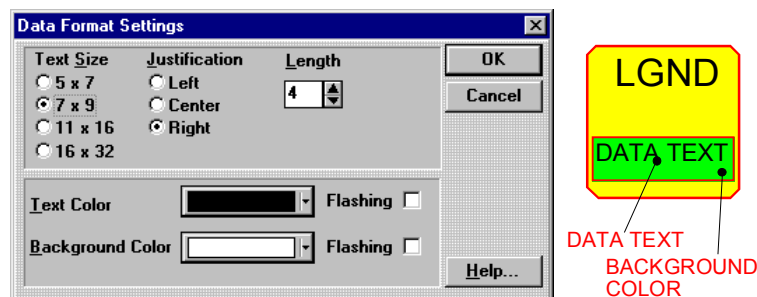 Data Format Settings
Text Size Justification Length
5 x 7 Left
7 x 9 Center 4
11 x 16 Right
16 x 32
OK
Cancel
Text Color Flashing
Background Color Flashing
Help...
LGND
DATA TEXT
DATA TEXT
BACKGROUND
COLOR